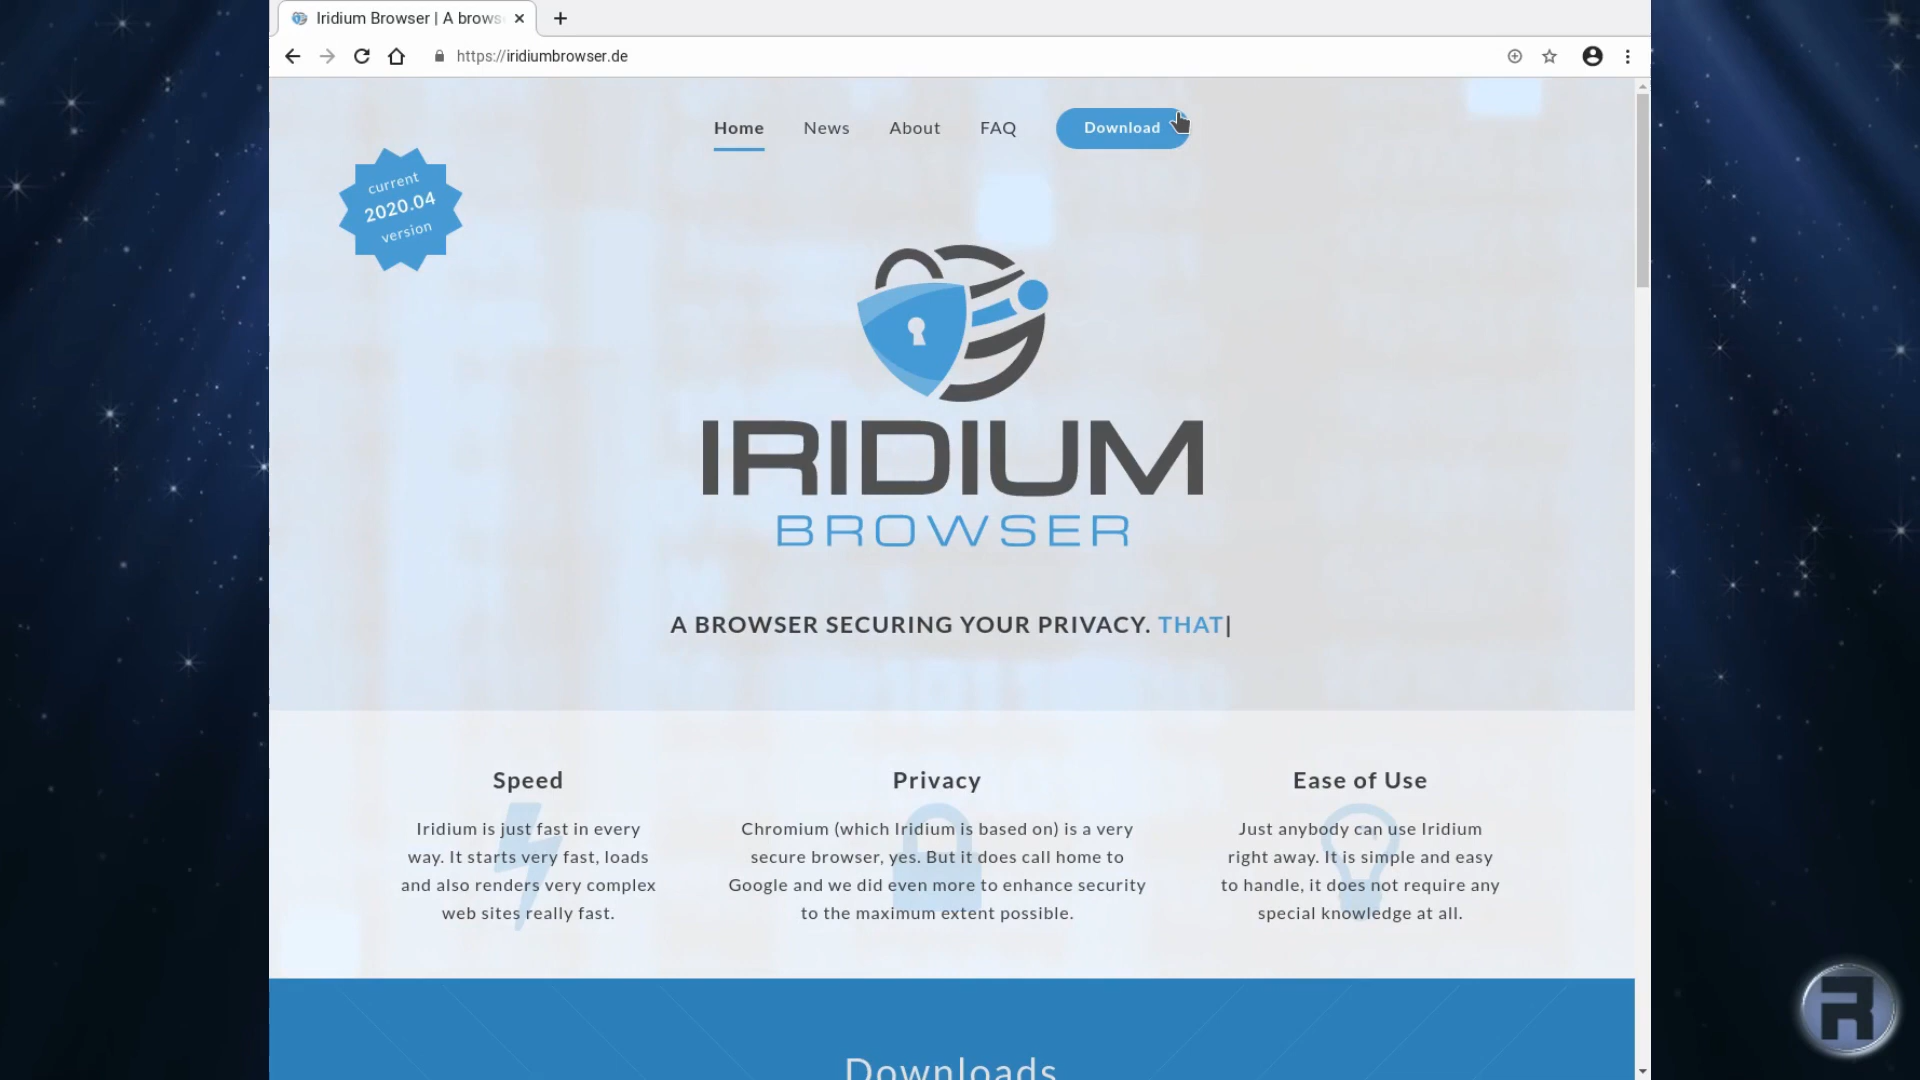 Iridium Browser | A brows
https://iridiumbrowser.de
Home News About FAQ Download
current
2020.04
version
IRIDIUM
BROWSER
A BROWSER SECURING YOUR PRIVACY. THAT|
Speed
Iridium is just fast in every
way. It starts very fast, loads
and also renders very complex
web sites really fast.
Privacy
Chromium (which Iridium is based on) is a very
secure browser, yes. But it does call home to
Google and we did even more to enhance security
to the maximum extent possible.
Ease of Use
Just anybody can use Iridium
right away. It is simple and easy
to handle, it does not require any
special knowledge at all.
Downloads
R